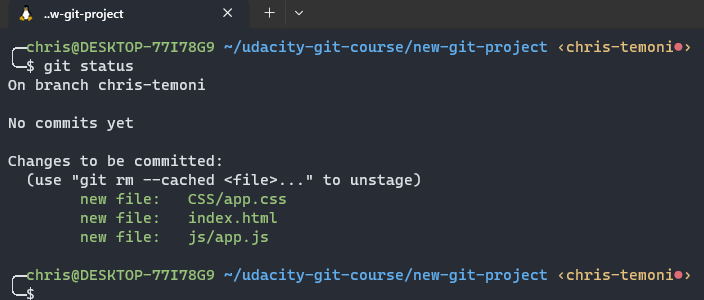 ..w-git-project
chris@DESKTOP-77I78G9 ~/udacity-git-course/new-git-project ‹chris-temoni●›
$ git status
On branch chris-temoni
No commits yet
Changes to be committed:
(use "git rm --cached <file>..." to unstage)
new file: CSS/app.css
new file: index.html
new file: js/app.js
chris@DESKTOP-77I78G9 ~/udacity-git-course/new-git-project ‹chris-temoni●›
$